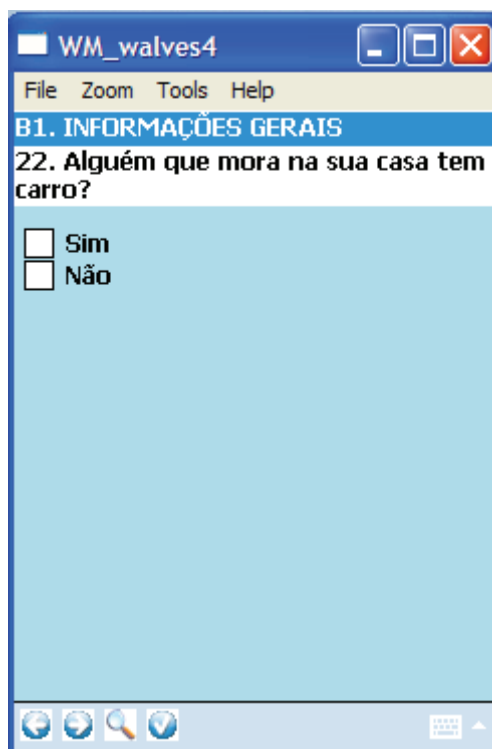 WM_walves4
File Zoom Tools Help
B1. INFORMAÇÕES GERAIS
22. Alguém que mora na sua casa tem
carro?
Sim
Não